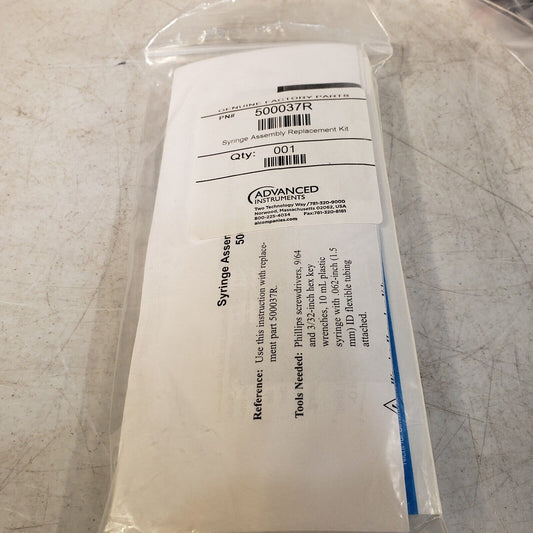 GENUINE FACTORY PARTS
PN# 500037R
Syringe Assembly Replacement Kit
Qty: 001
ADVANCED
INSTRUMENTS
Two Technology Way/781-320-9000
Norwood, Massachusetts 02062, USA
800-225-4034 Fax:781-320-8181
aicompanies.com
Syringe Assem
50
Reference: Use this instruction with replace-
ment part 500037R.
Tools Needed: Phillips screwdrivers, 9/64
and 3/32-inch hex key
wrenches, 10 mL plastic
syringe with .062-inch (1.5
mm) ID flexible tubing
attached.